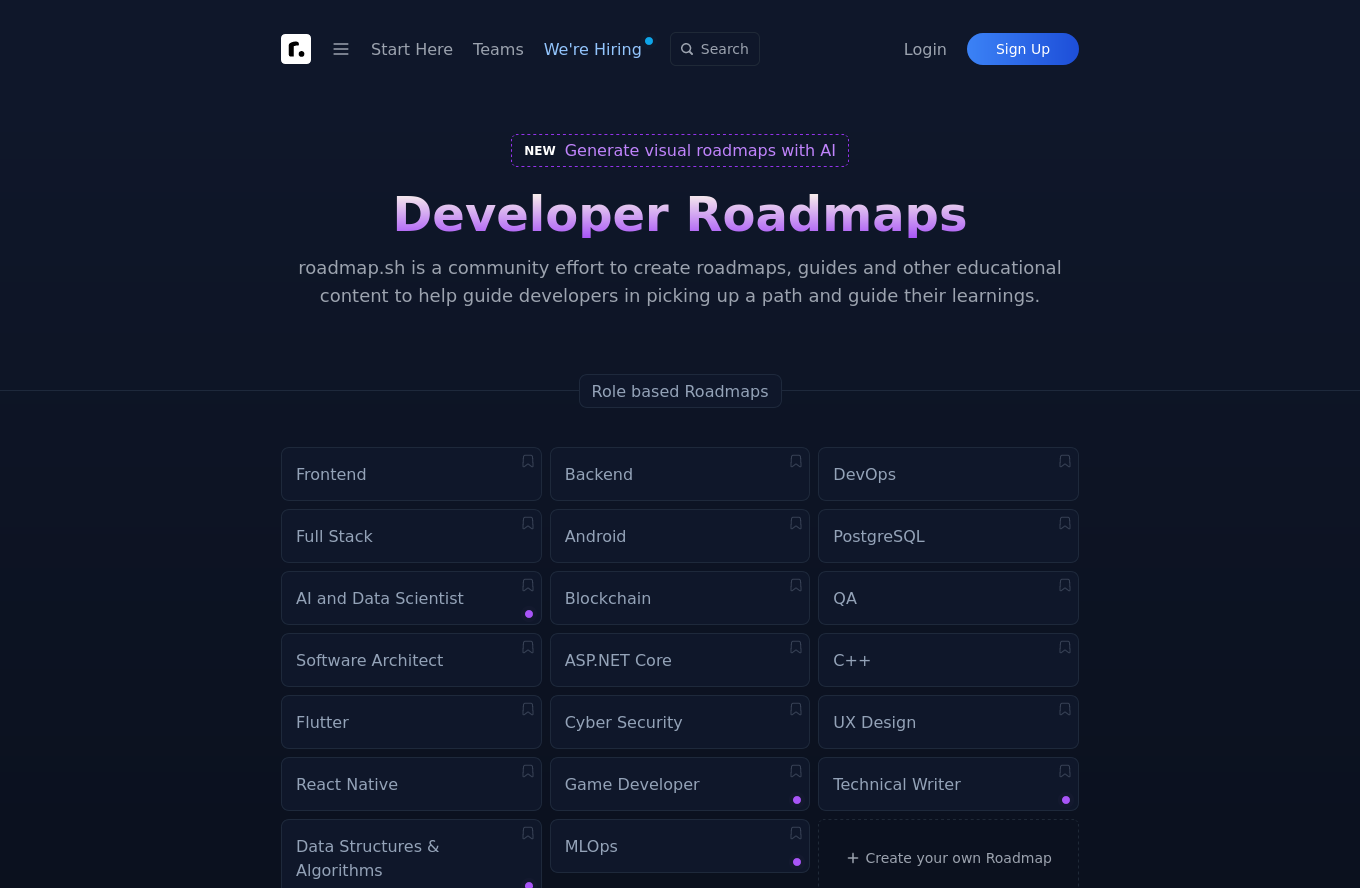 Start Here
Teams
We're Hiring
Search
Login
Sign Up
NEW Generate visual roadmaps with AI
Developer Roadmaps
roadmap.sh is a community effort to create roadmaps, guides and other educational
content to help guide developers in picking up a path and guide their learnings.
Role based Roadmaps
Frontend
Backend
DevOps
Full Stack
Android
PostgreSQL
AI and Data Scientist
Blockchain
QA
Software Architect
ASP.NET Core
C++
Flutter
Cyber Security
UX Design
React Native
Game Developer
Technical Writer
Data Structures &
Algorithms
MLOps
Create your own Roadmap